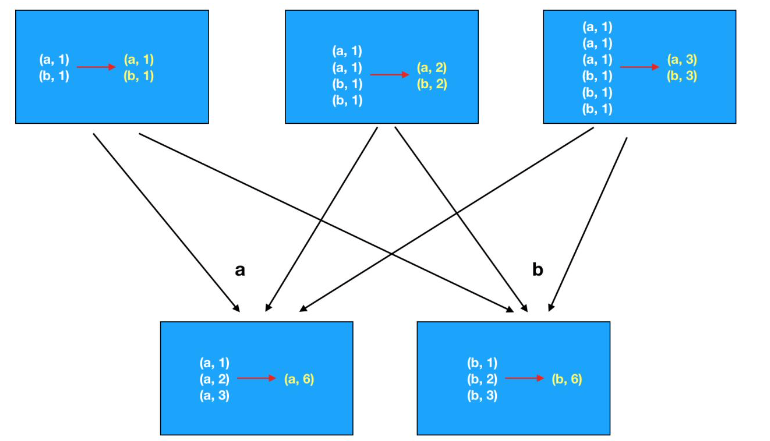 (a, 1)
(b, 1)
(a, 1)
(b, 1)
(a, 1)
(a, 1)
(b, 1)
(b, 1)
(a, 2)
(b, 2)
(a, 1)
(a, 1)
(a, 1)
(b, 1)
(b, 1)
(b, 1)
(a, 3)
(b, 3)
a
b
(a, 1)
(a, 2)
(a, 3)
(a, 6)
(b, 1)
(b, 2)
(b, 3)
(b, 6)